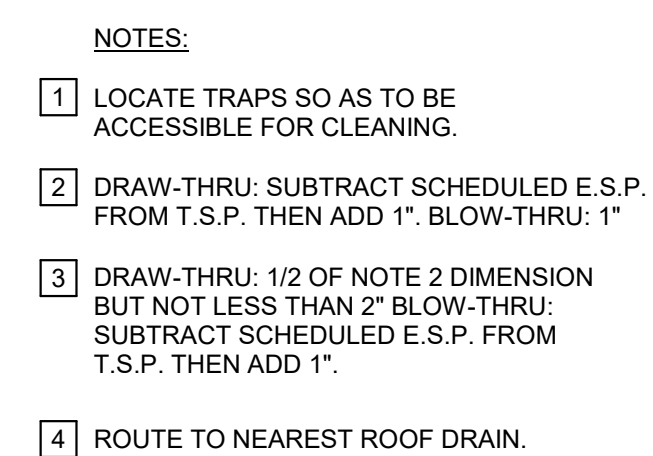 NOTES:
1 LOCATE TRAPS SO AS TO BE
ACCESSIBLE FOR CLEANING.
2 DRAW-THRU: SUBTRACT SCHEDULED E.S.P.
FROM T.S.P. THEN ADD 1". BLOW-THRU: 1"
3 DRAW-THRU: 1/2 OF NOTE 2 DIMENSION
BUT NOT LESS THAN 2" BLOW-THRU:
SUBTRACT SCHEDULED E.S.P. FROM
T.S.P. THEN ADD 1".
4 ROUTE TO NEAREST ROOF DRAIN.